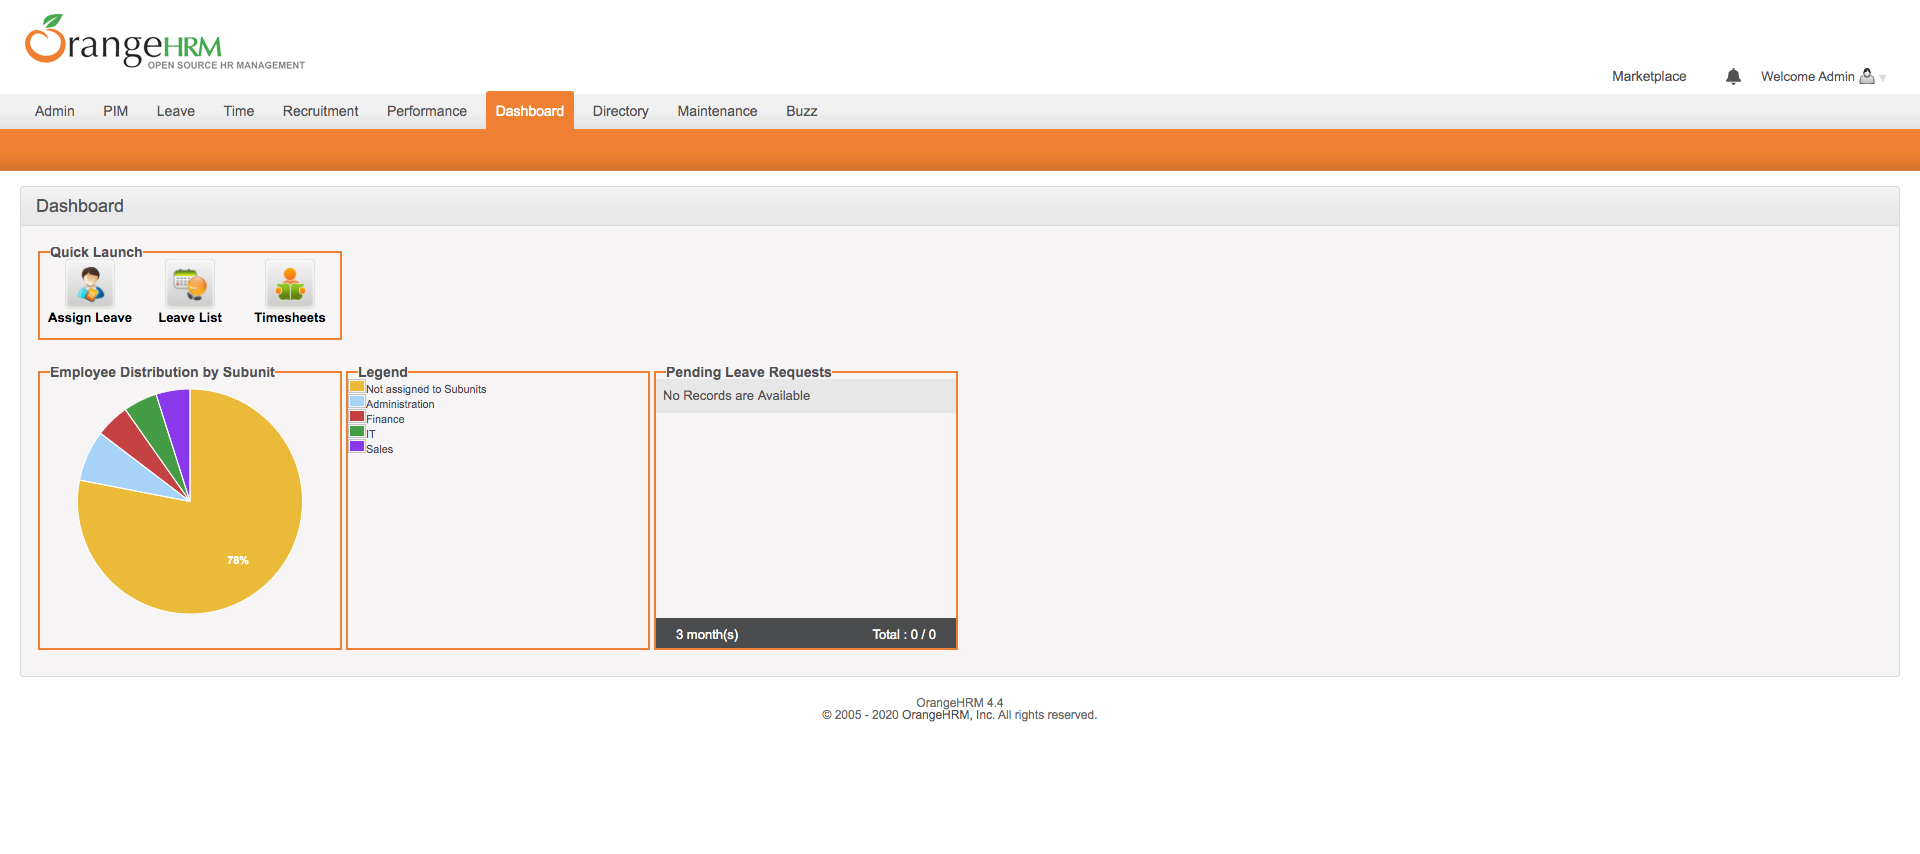 OrangeHRM
OPEN SOURCE HR MANAGEMENT
Marketplace Welcome Admin
Admin PIM Leave Time Recruitment Performance Dashboard Directory Maintenance Buzz
Dashboard
Quick Launch
Assign Leave Leave List Timesheets
Employee Distribution by Subunit
78%
Legend
Not assigned to Subunits
Administration
Finance
IT
Sales
Pending Leave Requests
No Records are Available
3 month(s) Total : 0 / 0
OrangeHRM 4.4
© 2005 - 2020 OrangeHRM, Inc. All rights reserved.